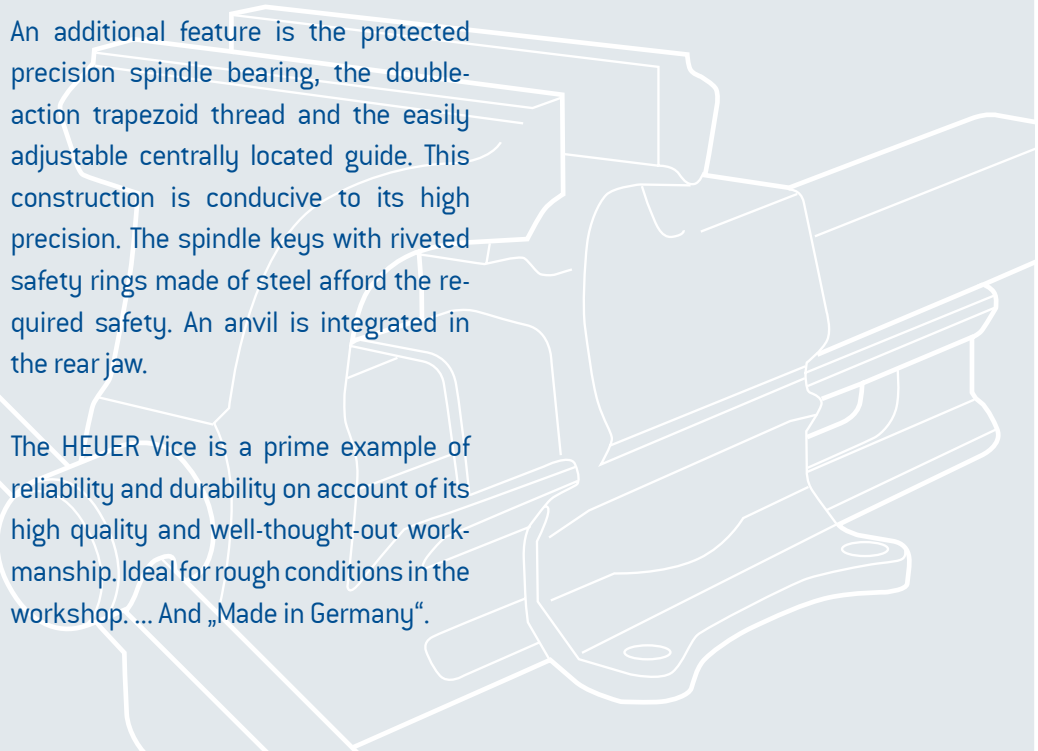 An additional feature is the protected
precision spindle bearing, the double-
action trapezoid thread and the easily
adjustable centrally located guide. This
construction is conducive to its high
precision. The spindle keys with riveted
safety rings made of steel afford the re-
quired safety. An anvil is integrated in
the rear jaw.
The HEUER Vice is a prime example of
reliability and durability on account of its
high quality and well-thought-out work-
manship. Ideal for rough conditions in the
workshop. ... And „Made in Germany“.